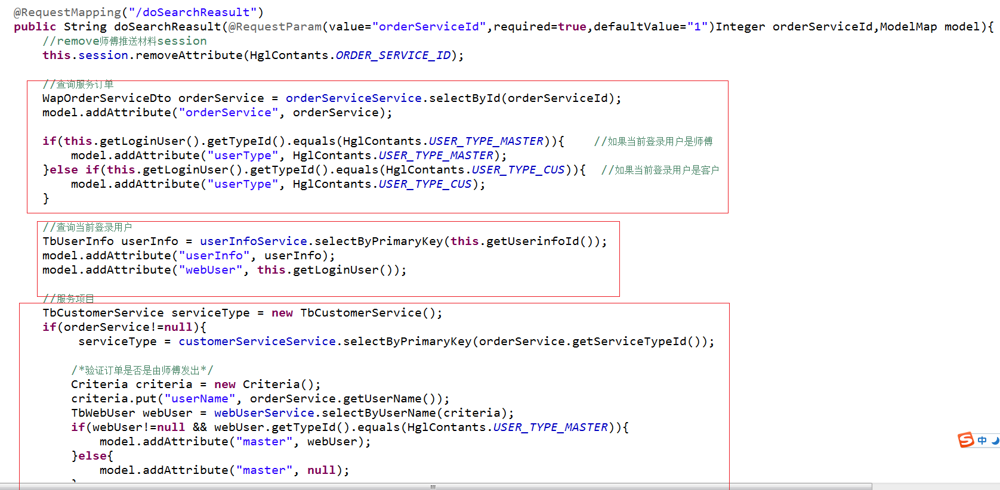 @RequestMapping("/doSearchReasult")
public String doSearchReasult(@RequestParam(value="orderServiceId",required=true,defaultValue="1")Integer orderServiceId,ModelMap model){
//remove师傅推送材料session
this.session.removeAttribute(HglContants.ORDER_SERVICE_ID);
//查询服务订单
WapOrderServiceDto orderService = orderServiceService.selectById(orderServiceId);
model.addAttribute("orderService", orderService);
if(this.getLoginUser().getTypeId().equals(HglContants.USER_TYPE_MASTER)){ //如果当前登录用户是师傅
model.addAttribute("userType", HglContants.USER_TYPE_MASTER);
}else if(this.getLoginUser().getTypeId().equals(HglContants.USER_TYPE_CUS)){ //如果当前登录用户是客户
model.addAttribute("userType", HglContants.USER_TYPE_CUS);
}
//查询当前登录用户
TbUserInfo userInfo = userInfoService.selectByPrimaryKey(this.getUserinfoId());
model.addAttribute("userInfo", userInfo);
model.addAttribute("webUser", this.getLoginUser());
//服务项目
TbCustomerService serviceType = new TbCustomerService();
if(orderService!=null){
serviceType = customerServiceService.selectByPrimaryKey(orderService.getServiceTypeId());
/*验证订单是否是由师傅发出*/
Criteria criteria = new Criteria();
criteria.put("userName", orderService.getUserName());
TbWebUser webUser = webUserService.selectByUserName(criteria);
if(webUser!=null && webUser.getTypeId().equals(HglContants.USER_TYPE_MASTER)){
model.addAttribute("master", webUser);
}else{
model.addAttribute("master", null);
S 中